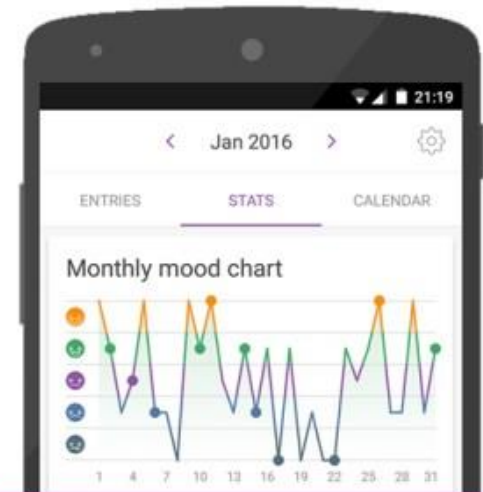 21:19
< Jan 2016 >
ENTRIES STATS CALENDAR
Monthly mood chart
1 4 7 10 13 16 19 22 25 28 31